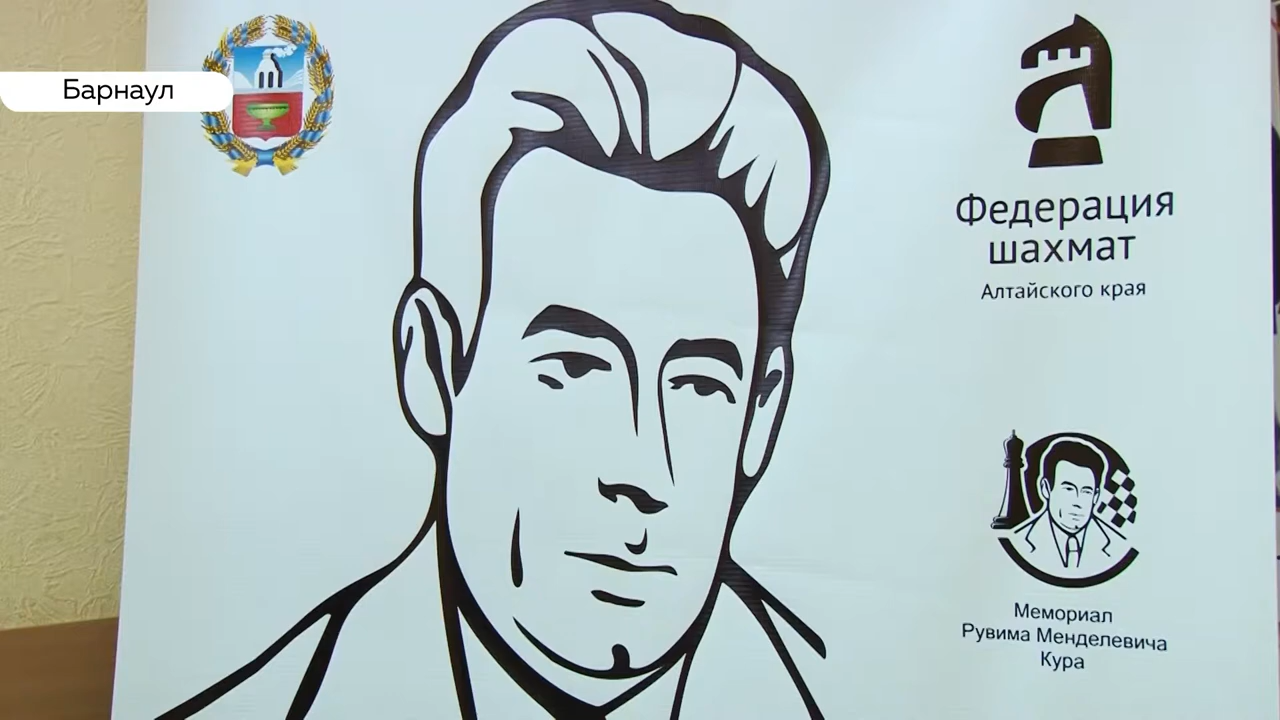 Барнаул
Федерация
шахмат
Алтайского края
Мемориал
Рувима Менделевича
Кура